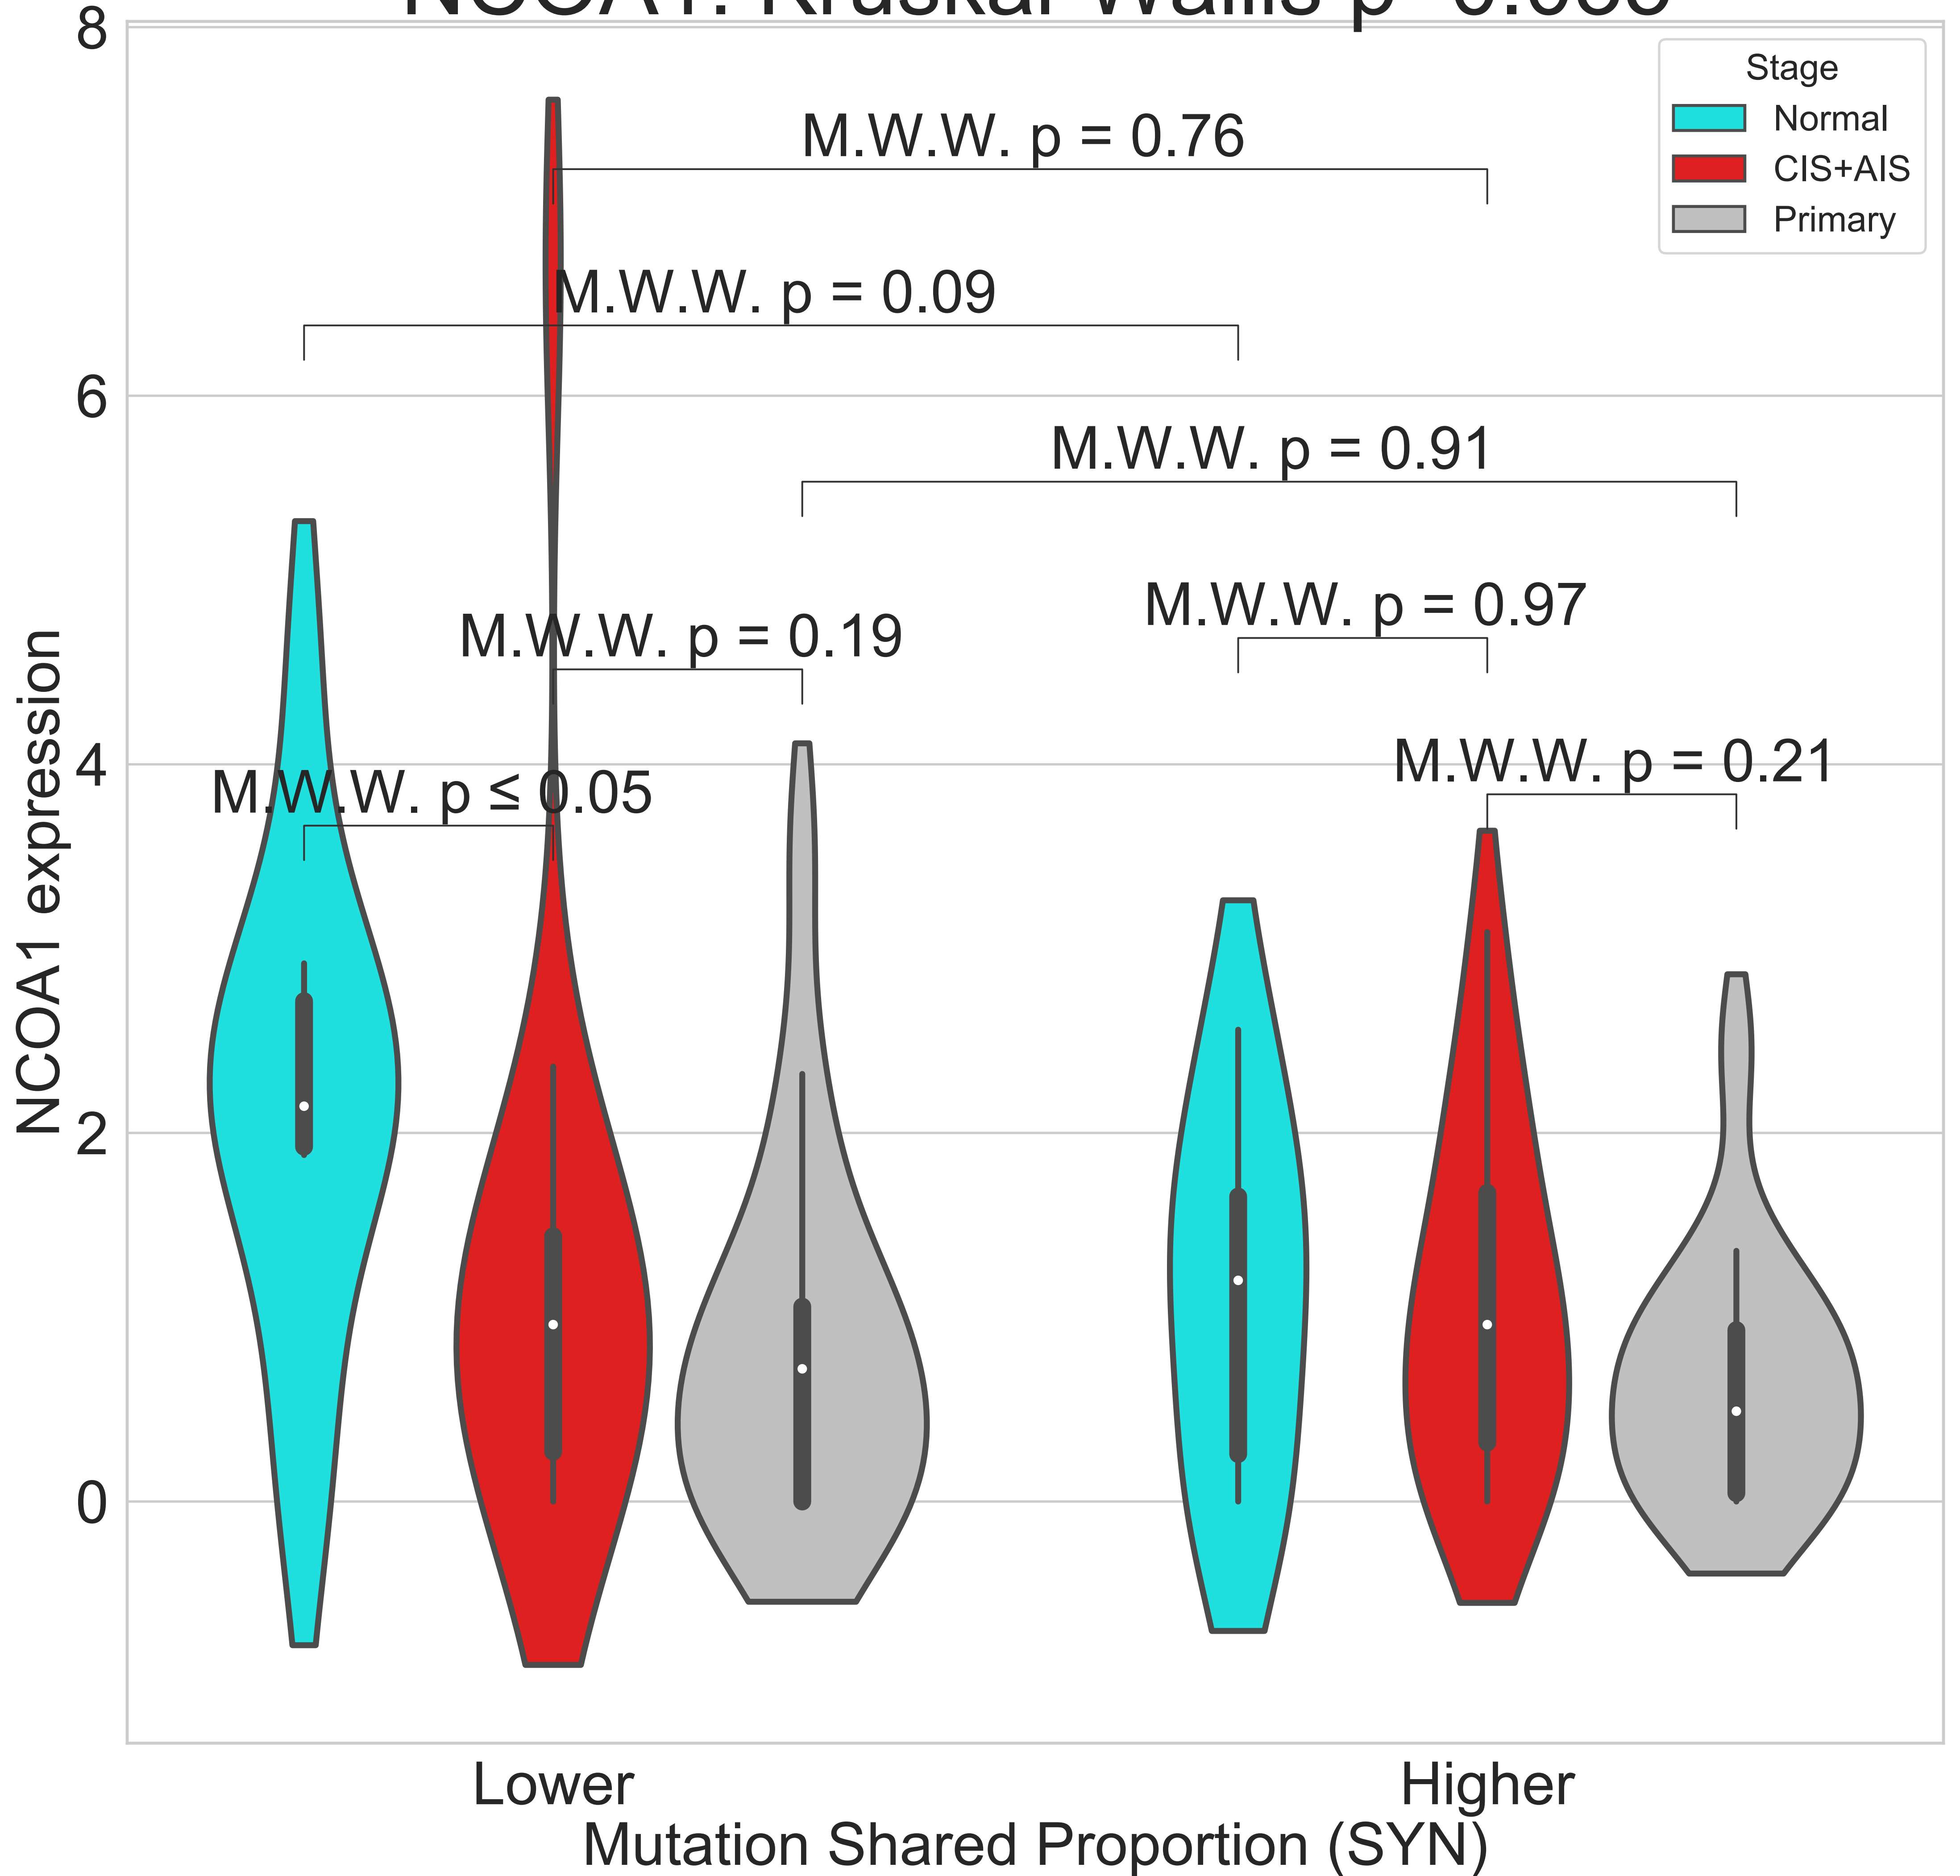 8
Stage
Normal
CIS+AIS
Primary
M.W.W. p = 0.76
M.W.W. p = 0.09
6
M.W.W. p = 0.91
M.W.W. p = 0.97
M.W.W. p = 0.19
M.W.W. p = 0.21
4
M.W.W. p ≤ 0.05
NCOA1 expression
2
0
Lower
Higher
Mutation Shared Proportion (SYN)